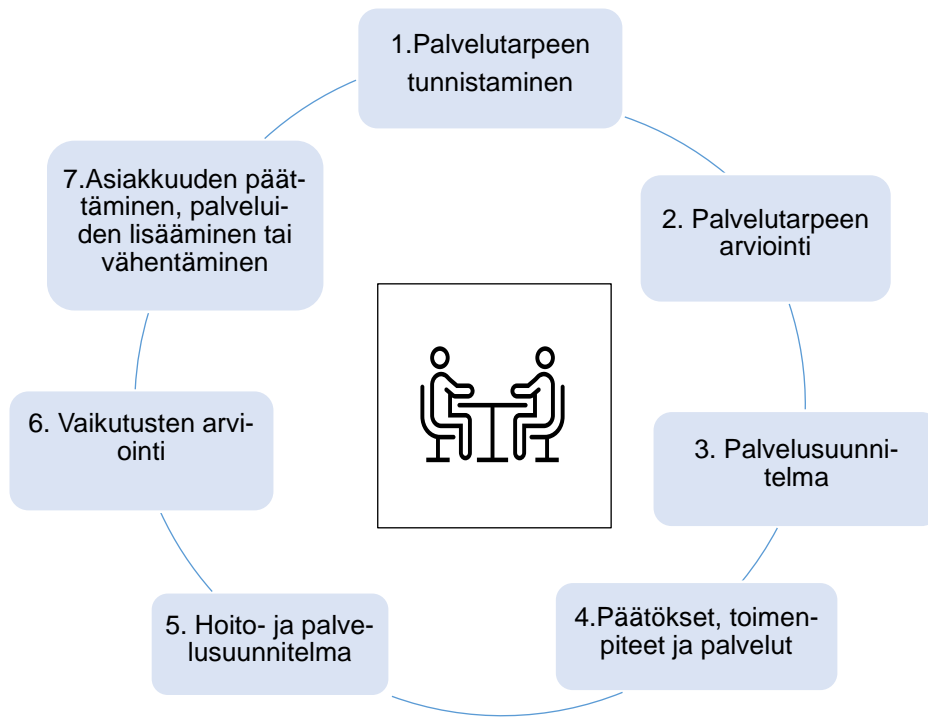 1.Palvelutarpeen
tunnistaminen
2. Palvelutarpeen
arviointi
3. Palvelusuunni-
telma
4.Päätökset, toimen-
piteet ja palvelut
5. Hoito- ja palve-
lusuunnitelma
6. Vaikutusten arvi-
ointi
7.Asiakkuuden päät-
täminen, palvelui-
den lisääminen tai
vähentäminen